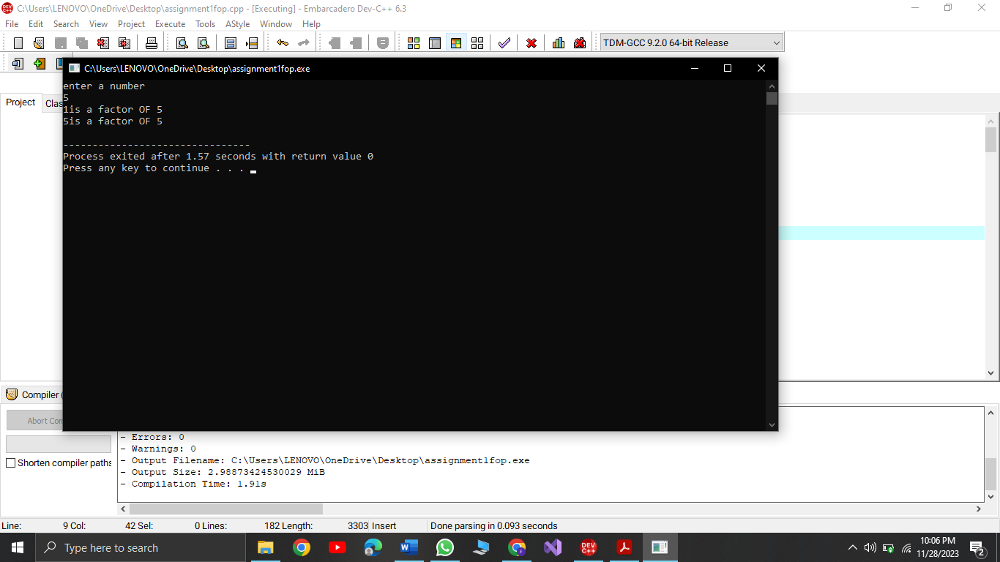 C:\Users\LENOVO\OneDrive\Desktop\assignment1fop.cpp - [Executing] - Embarcadero Dev-C++ 6.3
File Edit Search View Project Execute Tools AStyle Window Help
TDM-GCC 9.2.0 64-bit Release
C:\Users\LENOVO\OneDrive\Desktop\assignment1fop.exe
Project
enter a number
5
1is a factor OF 5
5is a factor OF 5
--------------------------------
Process exited after 1.57 seconds with return value 0
Press any key to continue . . .
Compiler
Abort
Shorten compiler paths
- Errors: 0
- Warnings: 0
- Output Filename: C:\Users\LENOVO\OneDrive\Desktop\assignment1fop.exe
- Output Size: 2.98873424530029 MiB
- Compilation Time: 1.91s
Line: 9 Col: 42 Sel: 0 Lines: 182 Length: 3303 Insert Done parsing in 0.093 seconds
Type here to search
DEV C++
10:06 PM
11/28/2023
2